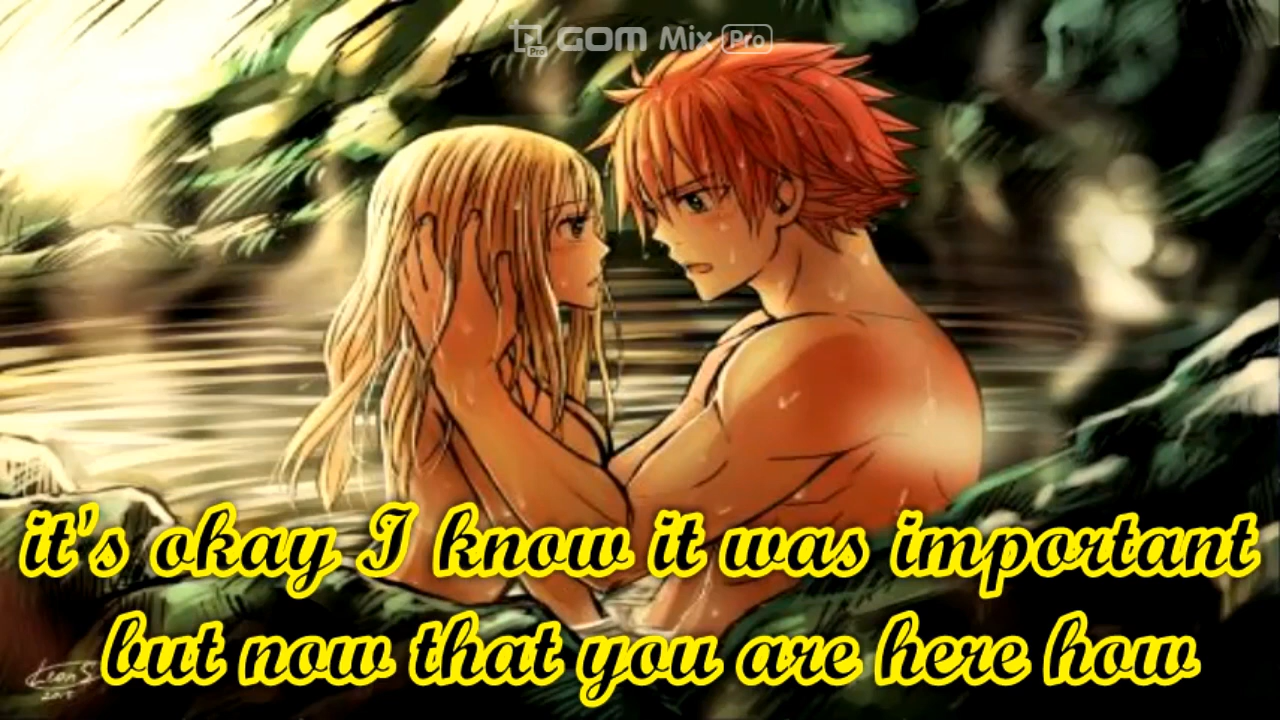 GOM Mix Pro
it's okay I know it was important
but now that you are here how